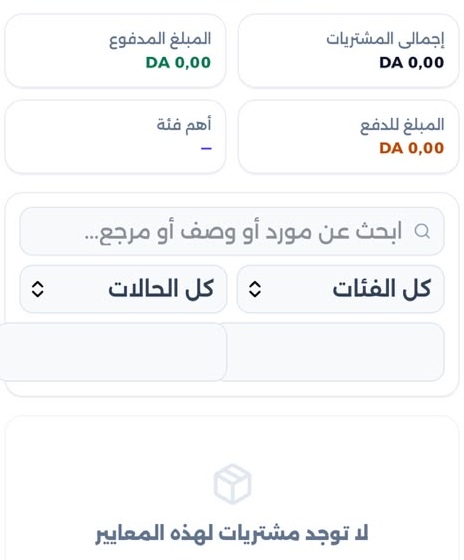 إجمالي المشتريات
DA 0,00
المبلغ المدفوع
DA 0,00
المبلغ للدفع
DA 0,00
أهم فئة
—
ابحث عن مورد أو وصف أو مرجع...
كل الفئات
كل الحالات
لا توجد مشتريات لهذه المعايير